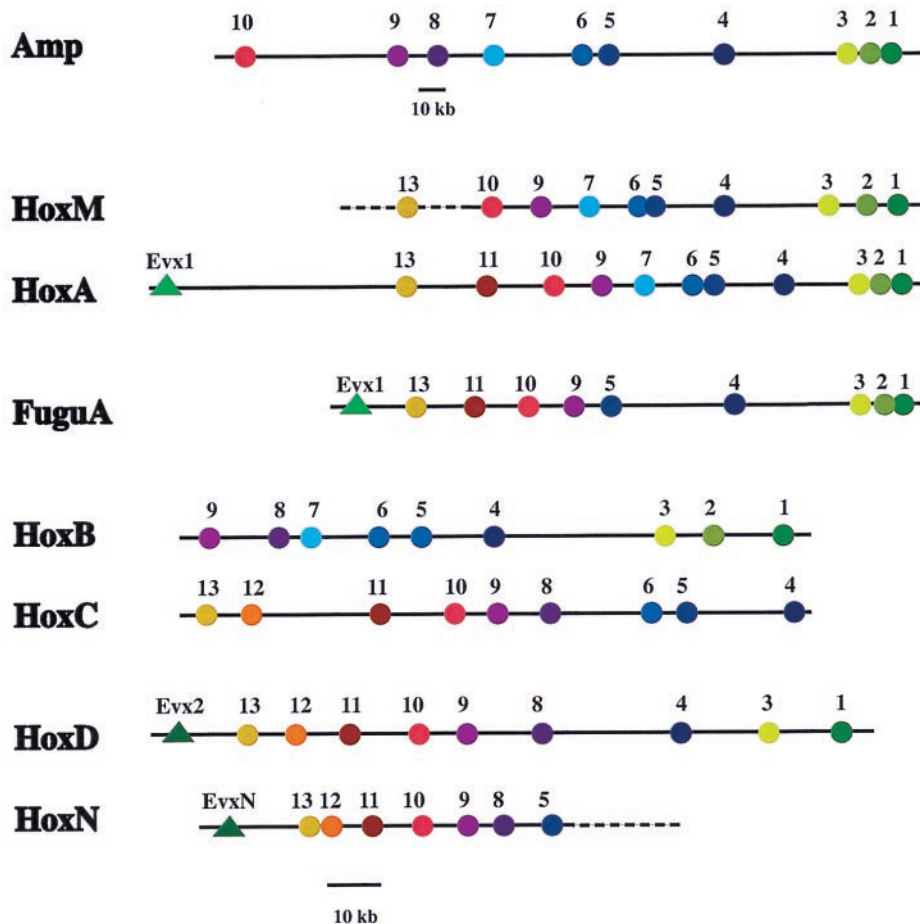 10 9 8 7 6 5 4 3 2 1
Amp
10 kb
13 10 9 7 6 5 4 3 2 1
HoxM
Evx1 13 11 10 9 7 6 5 4 3 2 1
HoxA
Evx1 13 11 10 9 5 4 3 2 1
FuguA
9 8 7 6 5 4 3 2 1
HoxB
13 12 11 10 9 8 6 5 4
HoxC
Evx2 13 12 11 10 9 8 4 3 1
HoxD
EvxN 13 12 11 10 9 8 5
HoxN
10 kb